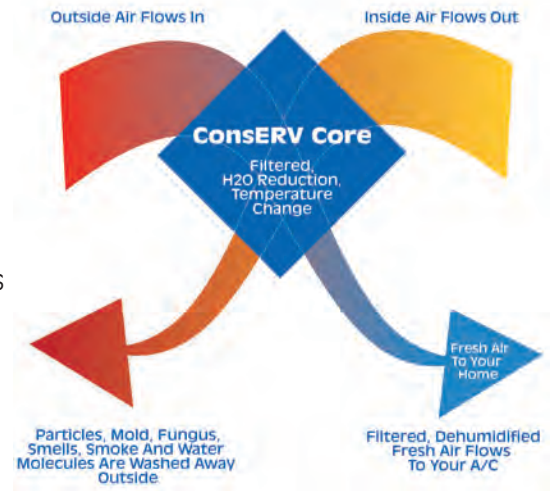 Outside Air Flows In
Inside Air Flows Out
ConsERV Core
Filtered,
H2O Reduction,
Temperature
Change
S
Fresh Air
To Your
Home
Particles, Mold, Fungus,
Smells, Smoke And Water
Molecules Are Washed Away
Outside
Filtered, Dehumidified
Fresh Air Flows
To Your A/C